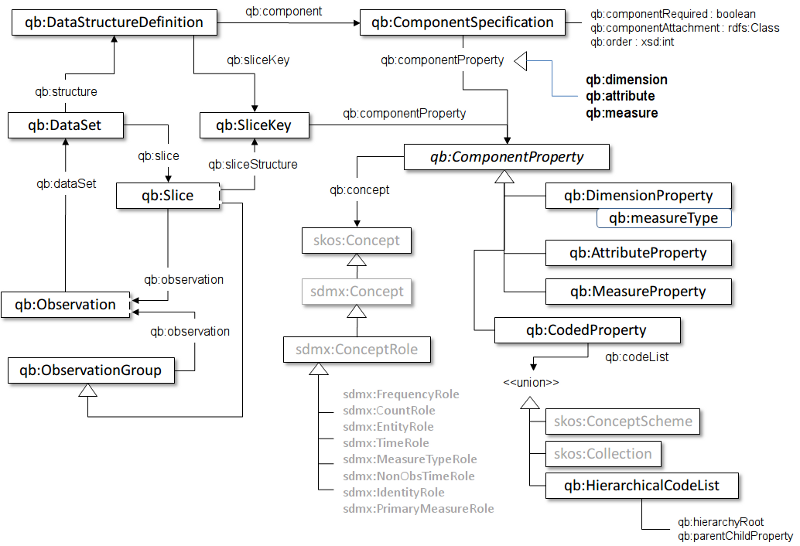 qb:component
qb:DataStructureDefinition
qb:ComponentSpecification
qb:componentRequired : boolean
qb:componentAttachment : rdfs:Class
qb:order : xsd:int
qb:sliceKey
qb:componentProperty
qb:dimension
qb:attribute
qb:measure
qb:structure
qb:componentProperty
qb:DataSet
qb:SliceKey
qb:slice
qb:sliceStructure
qb:ComponentProperty
qb:dataSet
qb:concept
qb:Slice
qb:DimensionProperty
qb:measureType
skos:Concept
qb:AttributeProperty
qb:observation
sdmx:Concept
qb:MeasureProperty
qb:Observation
qb:observation
qb:CodedProperty
sdmx:ConceptRole
qb:codeList
qb:ObservationGroup
<<union>>
sdmx:FrequencyRole
sdmx:CountRole
sdmx:EntityRole
sdmx:TimeRole
sdmx:MeasureTypeRole
sdmx:NonObsTimeRole
sdmx:IdentityRole
sdmx:PrimaryMeasureRole
skos:ConceptScheme
skos:Collection
qb:HierarchicalCodeList
qb:hierarchyRoot
qb:parentChildProperty